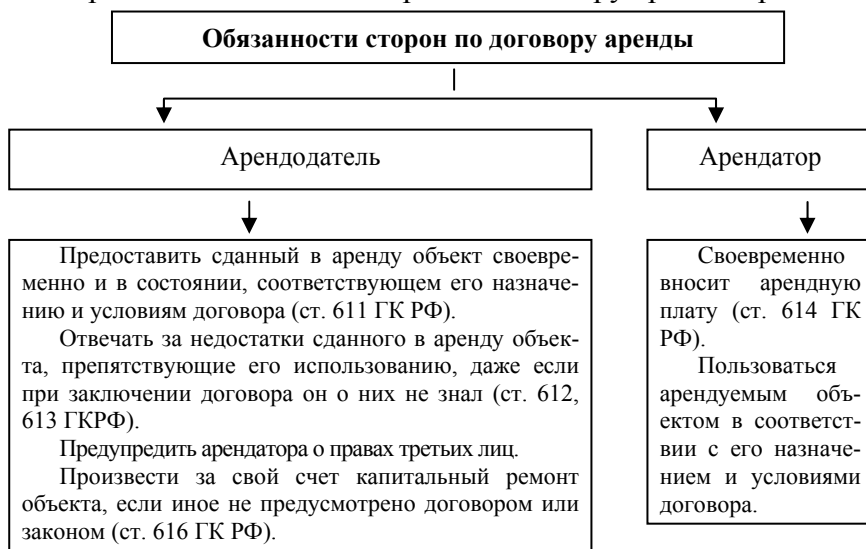 Обязанности сторон по договору аренды
Арендодатель
Арендатор
Предоставить сданный в аренду объект своевре-
менно и в состоянии, соответствующем его назначе-
нию и условиям договора (ст. 611 ГК РФ).
Отвечать за недостатки сданного в аренду объек-
та, препятствующие его использованию, даже если
при заключении договора он о них не знал (ст. 612,
613 ГКРФ).
Предупредить арендатора о правах третьих лиц.
Произвести за свой счет капитальный ремонт
объекта, если иное не предусмотрено договором или
законом (ст. 616 ГК РФ).
Своевременно
вносит арендную
плату (ст. 614 ГК
РФ).
Пользоваться
арендуемым объ-
ектом в соответст-
вии с его назначе-
нием и условиями
договора.